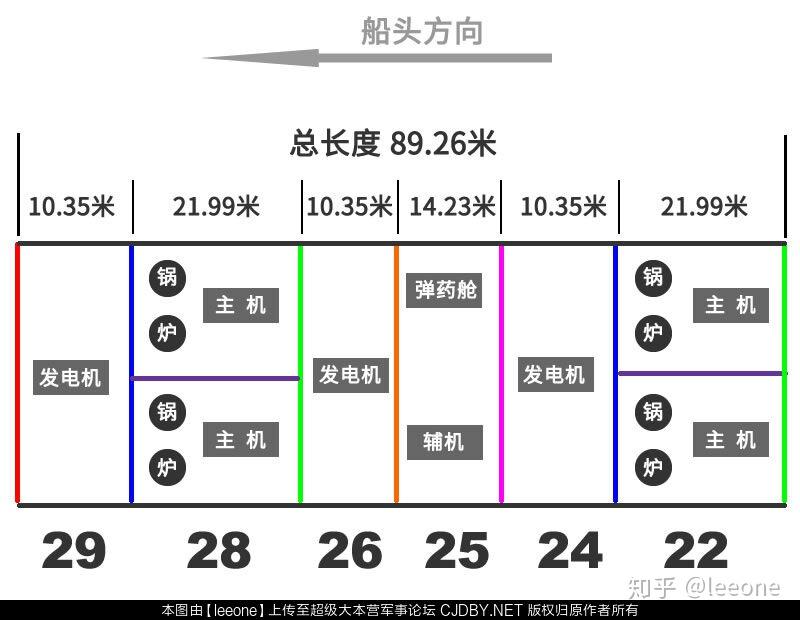 船头方向
总长度 89.26米
10.35米
21.99米
10.35米
14.23米
10.35米
21.99米
发电机
锅
炉
主 机
锅
炉
主 机
发电机
弹药舱
辅机
发电机
锅
炉
主 机
锅
炉
主 机
29
28
26
25
24
22
知乎 @leeone
本图由【leeone】上传至超级大本营军事论坛 CJDBY.NET 版权归原作者所有